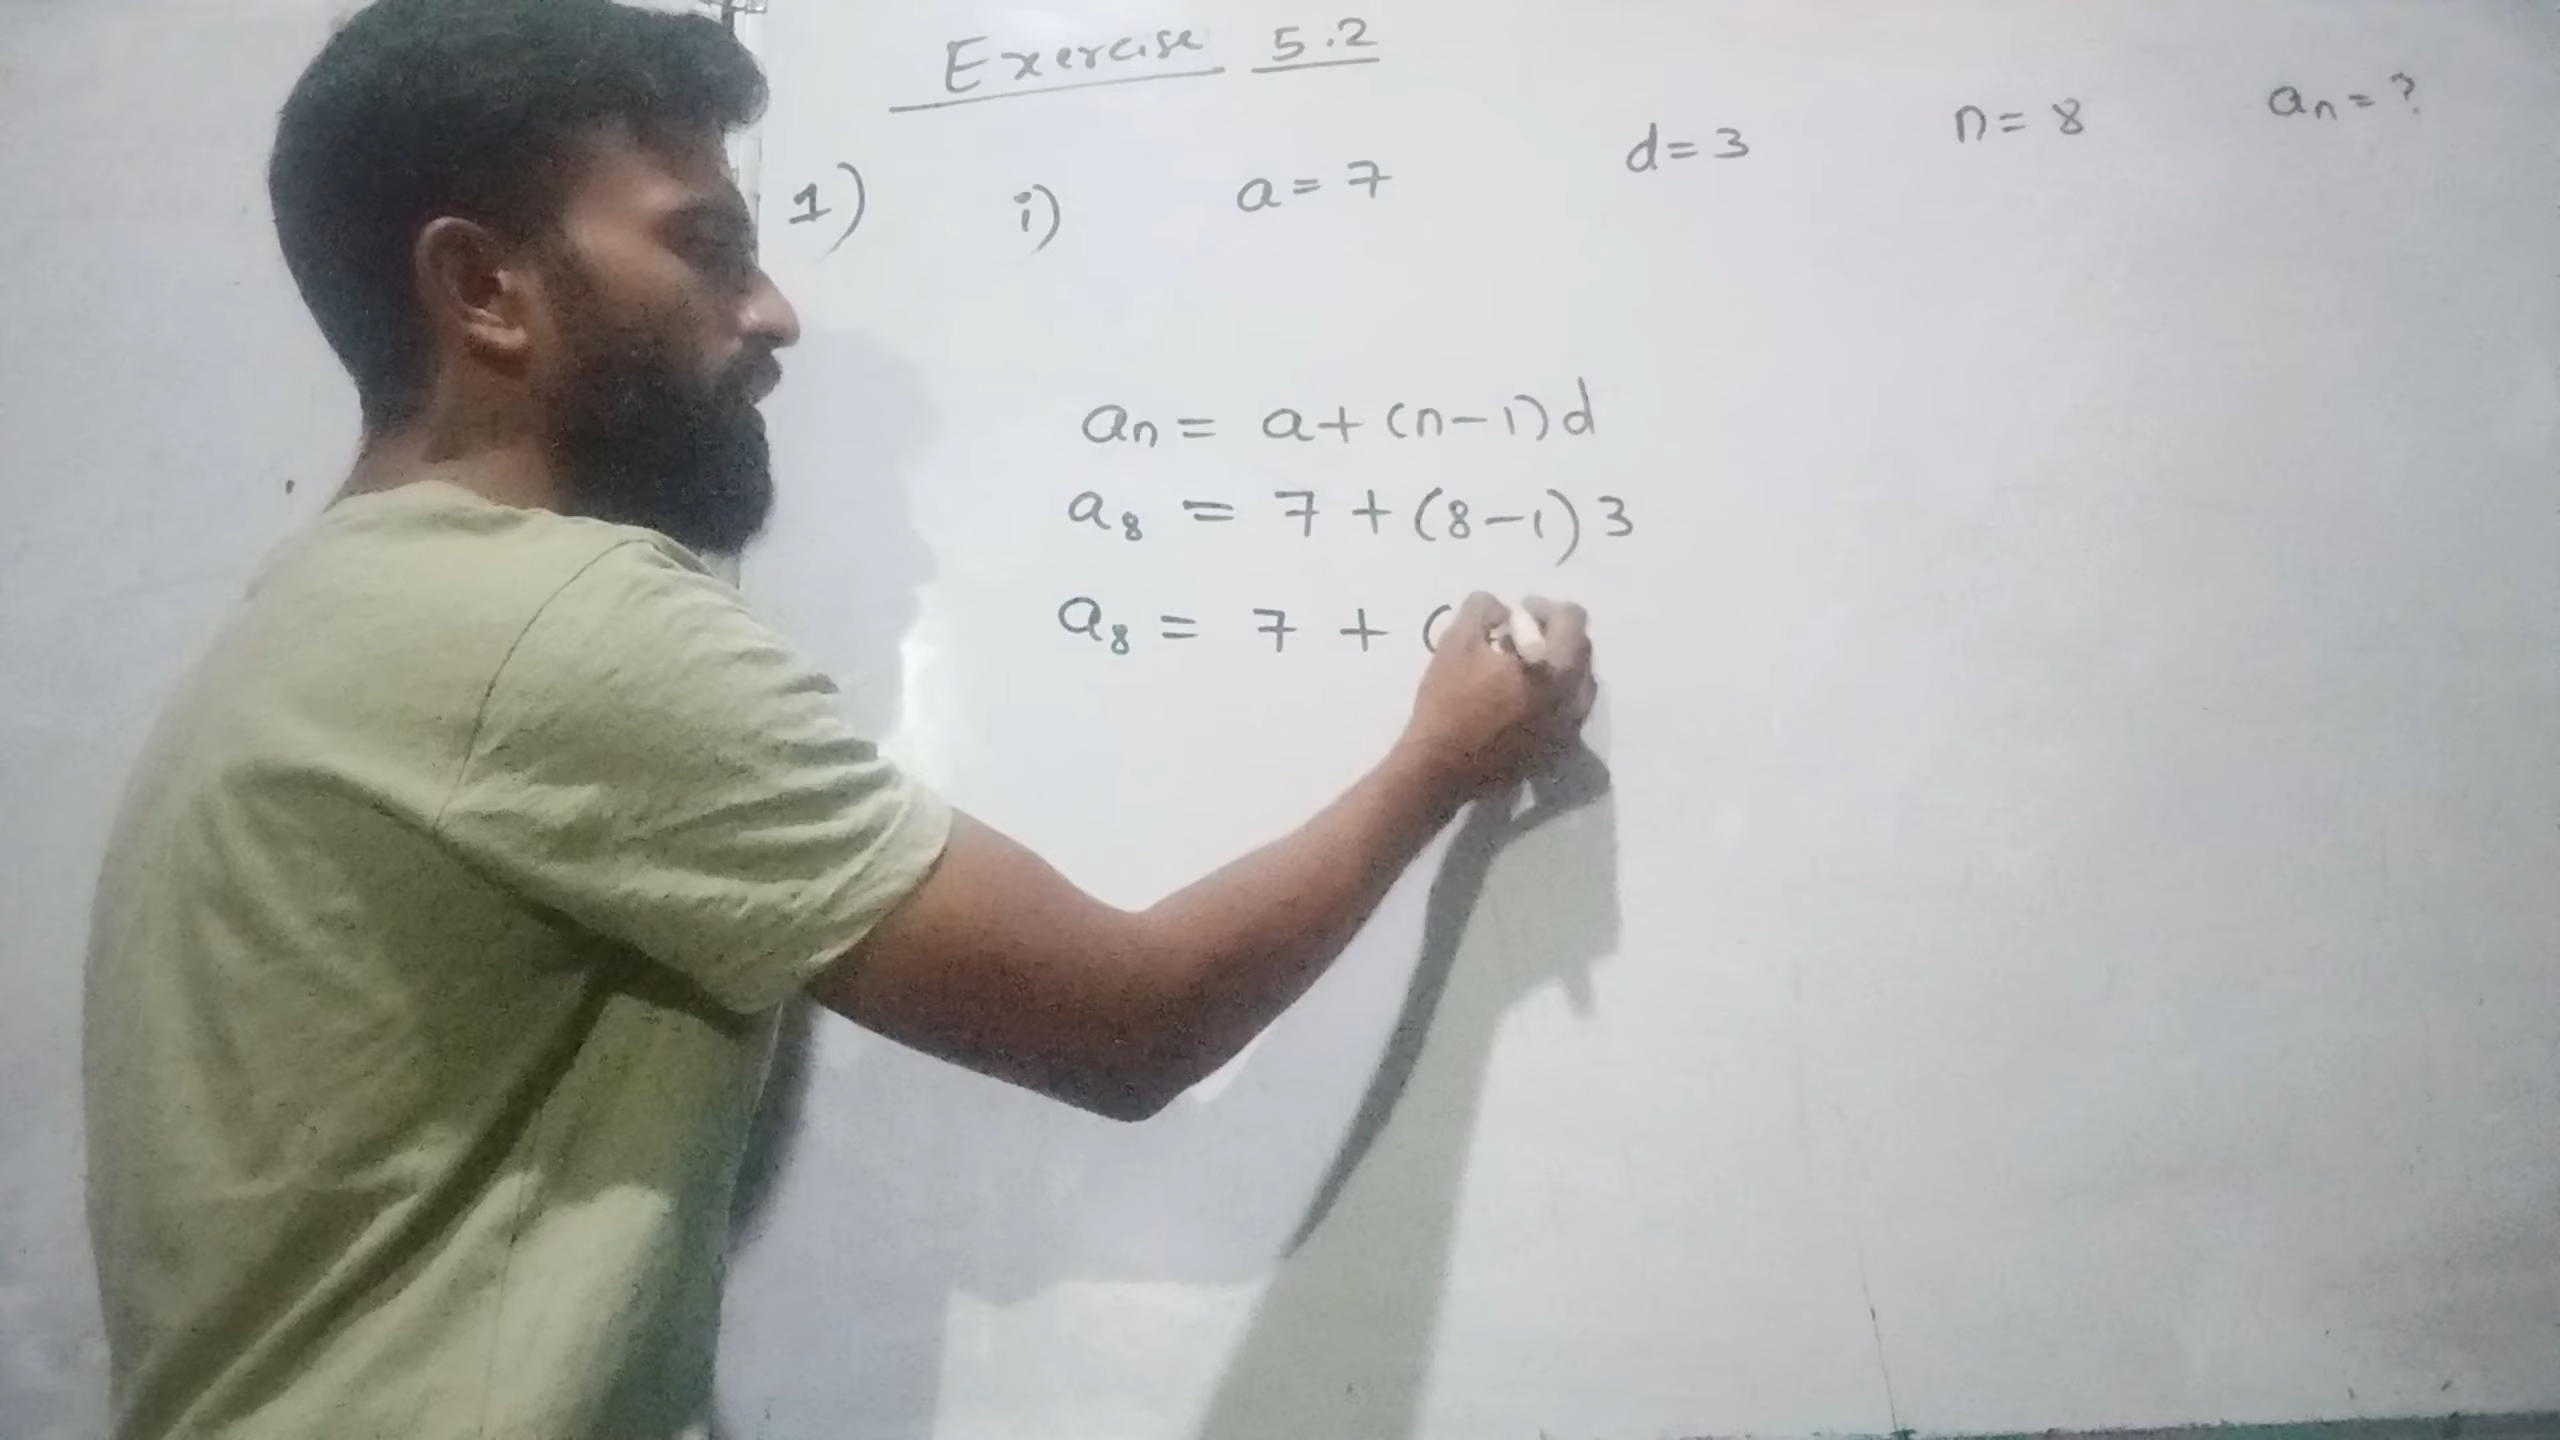 Exercise 5.2
1) i) a = 7 d = 3 n = 8 an = ?
an = a + (n-1)d
a8 = 7 + (8-1) 3
a8 = 7 + (